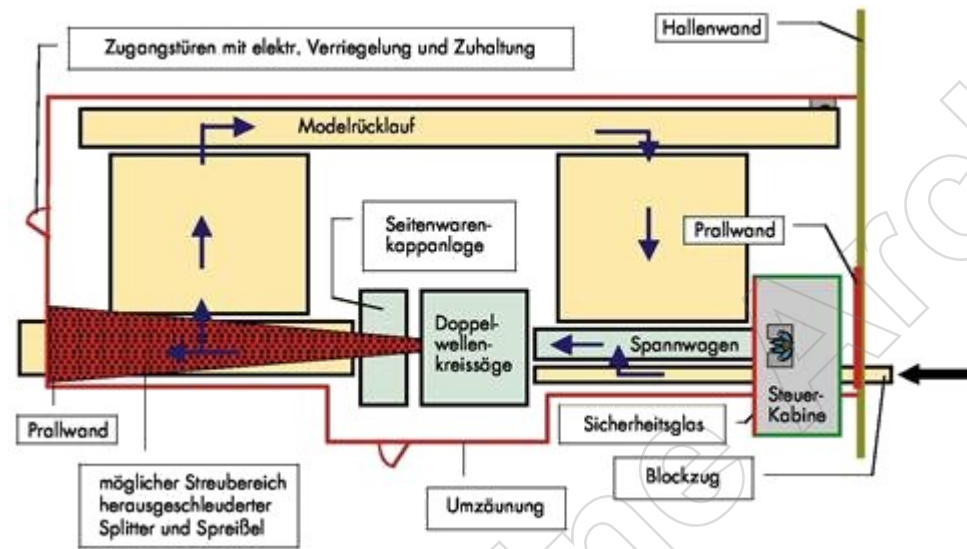 Zugangstüren mit elektr. Verriegelung und Zuhaltung
Hallenwand
Modelrücklauf
Seitenwaren-
kappanlage
Prallwand
Doppel-
wellen-
kreissäge
Spannwagen
Steuer-
Kabine
Prallwand
Sicherheitsglas
Blockzug
möglicher Streubereich
herausgeschleuderter
Splitter und Spreißel
Umzäunung